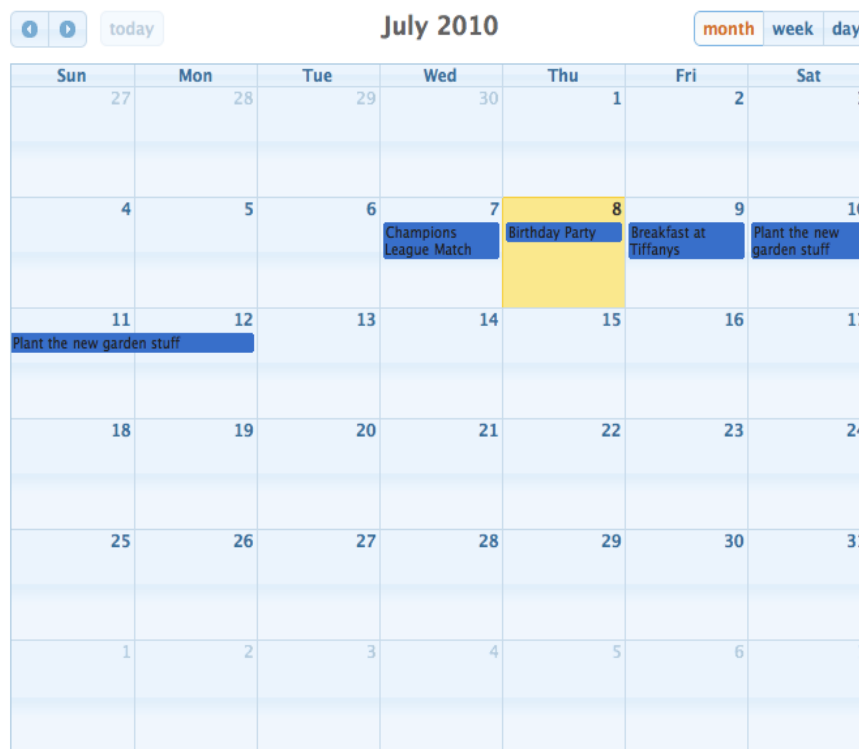 today July 2010 month week day
Sun Mon Tue Wed Thu Fri Sat
27 28 29 30 1 2
4 5 6 7 8 9 10
Champions Birthday Party Breakfast at Plant the new
League Match Tiffanys garden stuff
11 12 13 14 15 16
Plant the new garden stuff
18 19 20 21 22 23
25 26 27 28 29 30
1 2 3 4 5 6